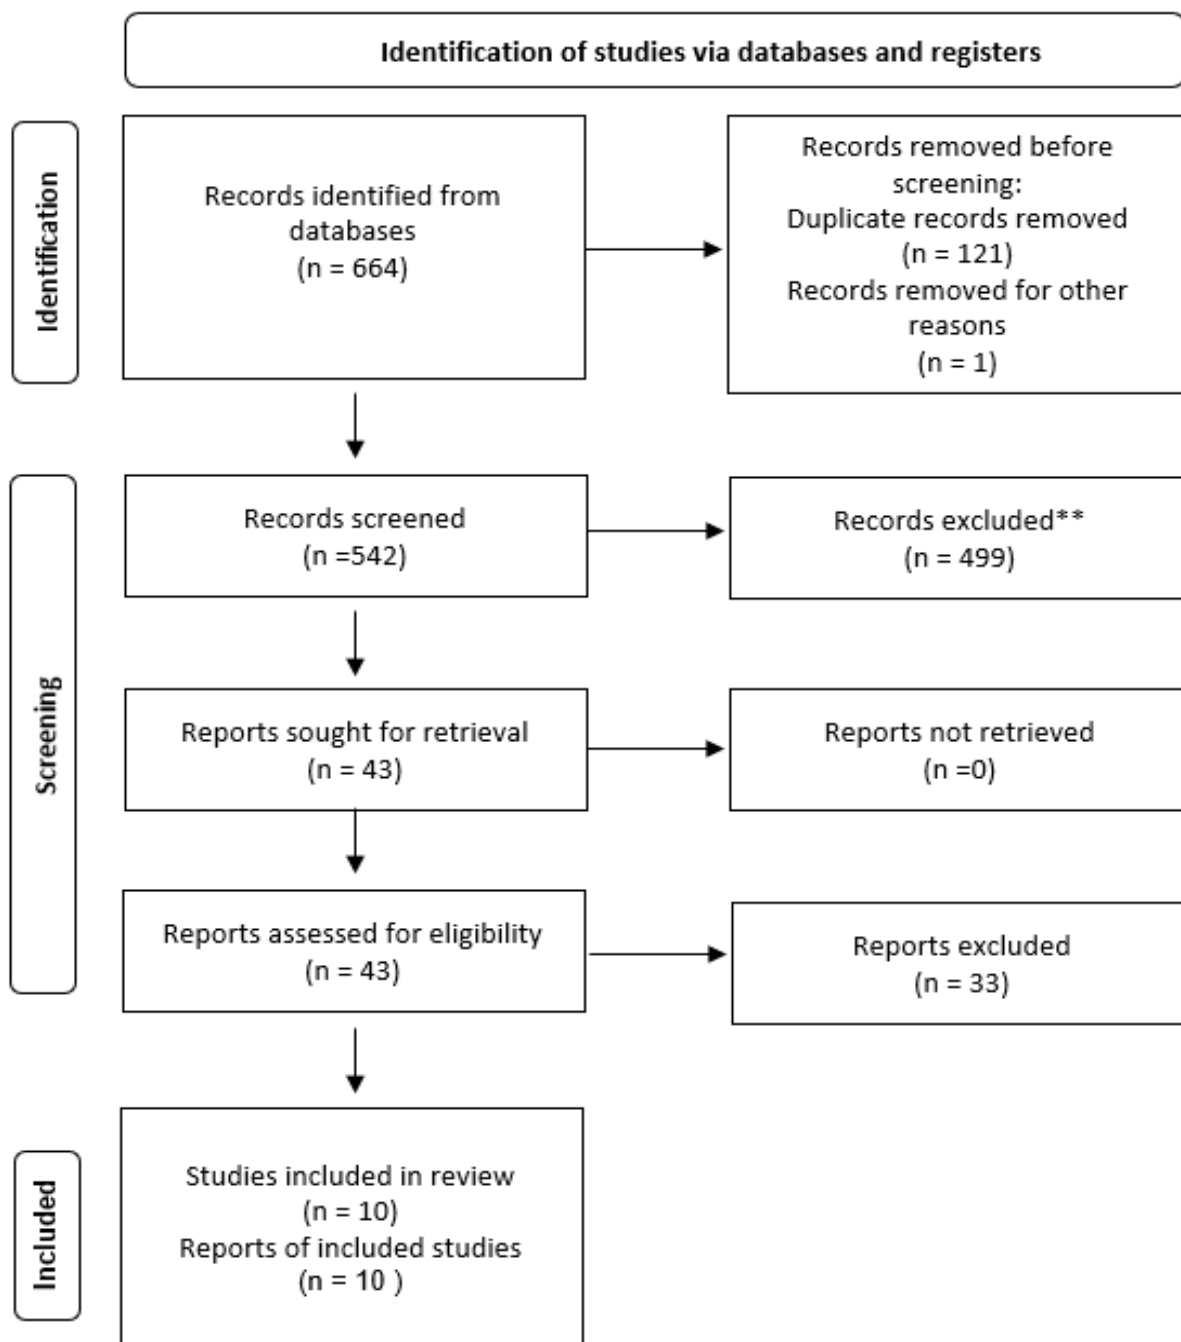 Identification of studies via databases and registers
Identification
Records identified from
databases
(n = 664)
Records removed before
screening:
Duplicate records removed
(n = 121)
Records removed for other
reasons
(n = 1)
Screening
Records screened
(n =542)
Records excluded**
(n = 499)
Reports sought for retrieval
(n = 43)
Reports not retrieved
(n =0)
Reports assessed for eligibility
(n = 43)
Reports excluded
(n = 33)
Included
Studies included in review
(n = 10)
Reports of included studies
(n = 10 )